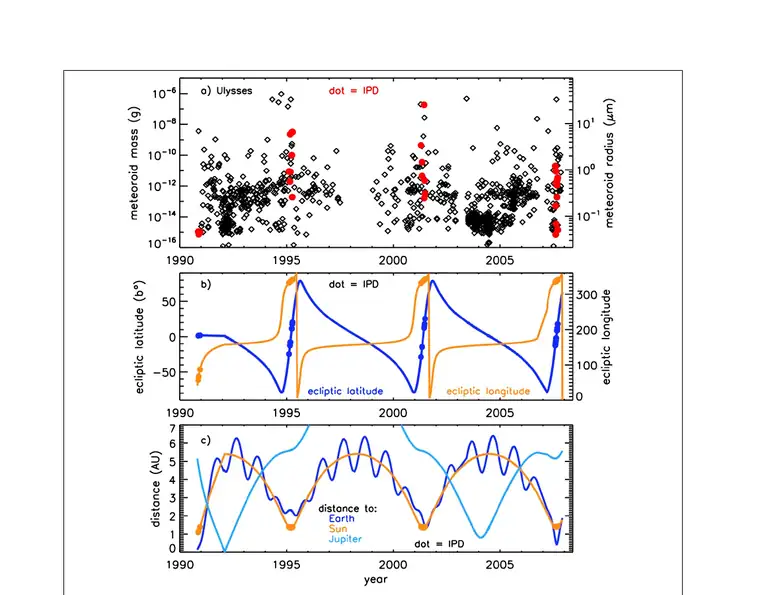 a) Ulysses dot = IPD
10⁻⁶
10⁻⁸
10⁻¹⁰
10⁻¹²
10⁻¹⁴
10⁻¹⁶
meteoroid mass (g)
10¹
10⁰
10⁻¹
meteoroid radius (μm)
1990 1995 2000 2005
b) dot = IPD
50
0
−50
ecliptic latitude (b°)
300
200
100
0
ecliptic longitude
ecliptic latitude ecliptic longitude
1990 1995 2000 2005
c)
7
6
5
4
3
2
1
0
distance (AU)
distance to:
Earth
Sun
Jupiter
dot = IPD
1990 1995 2000 2005
year